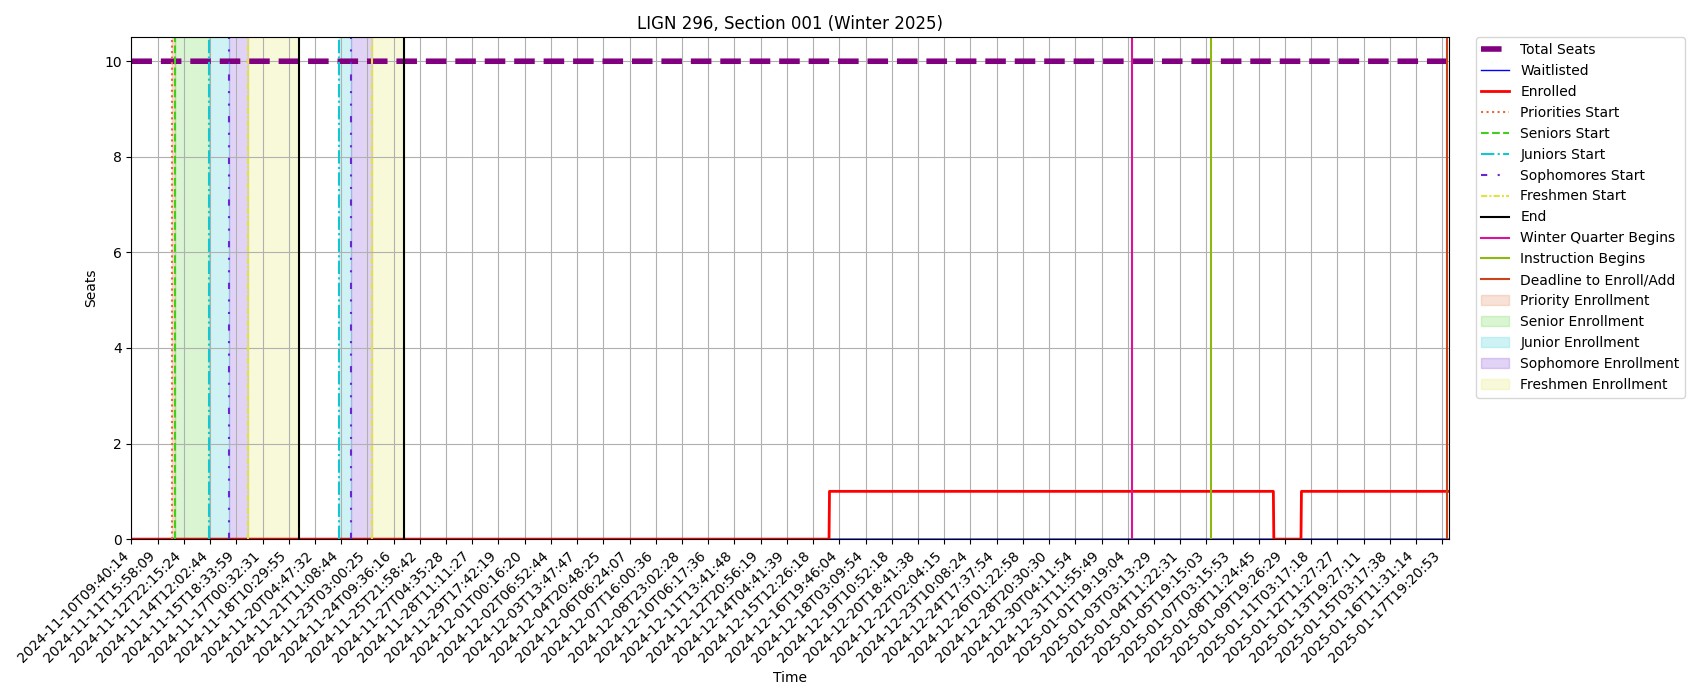 LIGN 296, Section 001 (Winter 2025)
10
8
6
4
2
0
Seats
2024-11-10T09:40:14
2024-11-11T15:58:09
2024-11-12T22:15:24
2024-11-14T12:02:44
2024-11-15T18:33:59
2024-11-17T00:32:31
2024-11-18T10:29:55
2024-11-20T04:47:32
2024-11-21T11:08:44
2024-11-23T03:00:25
2024-11-24T09:36:16
2024-11-25T21:58:42
2024-11-27T04:35:28
2024-11-28T11:11:27
2024-11-29T17:42:19
2024-12-01T00:16:20
2024-12-02T06:52:44
2024-12-03T13:47:47
2024-12-04T20:48:25
2024-12-06T06:24:07
2024-12-07T16:00:36
2024-12-08T23:02:28
2024-12-10T06:17:36
2024-12-11T13:41:48
2024-12-12T20:56:19
2024-12-14T04:41:39
2024-12-15T12:26:18
2024-12-16T19:46:04
2024-12-18T03:09:54
2024-12-19T10:52:18
2024-12-20T18:41:38
2024-12-22T02:04:15
2024-12-23T10:08:24
2024-12-24T17:37:54
2024-12-26T01:22:58
2024-12-28T20:30:30
2024-12-30T04:11:54
2024-12-31T11:55:49
2025-01-01T19:19:04
2025-01-03T03:13:29
2025-01-04T11:22:31
2025-01-05T19:15:03
2025-01-07T03:15:53
2025-01-08T11:24:45
2025-01-09T19:26:29
2025-01-11T03:17:18
2025-01-12T11:27:27
2025-01-13T19:27:11
2025-01-15T03:17:38
2025-01-16T11:31:14
2025-01-17T19:20:53
Time
Total Seats
Waitlisted
Enrolled
Priorities Start
Seniors Start
Juniors Start
Sophomores Start
Freshmen Start
End
Winter Quarter Begins
Instruction Begins
Deadline to Enroll/Add
Priority Enrollment
Senior Enrollment
Junior Enrollment
Sophomore Enrollment
Freshmen Enrollment